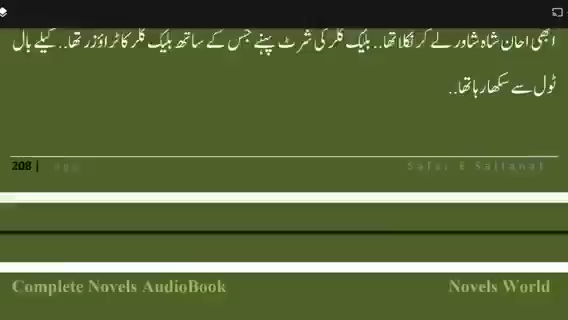 ابھی احان شاہ شاور لے کر نکلا تھا.. بلیک کلر کی شرٹ پہنے جس کے ساتھ بلیک کلر کا ٹراؤزر تھا.. گیلے بال
ٹول سے سکھا رہا تھا..
208 |
Complete Novels AudioBook Novels World